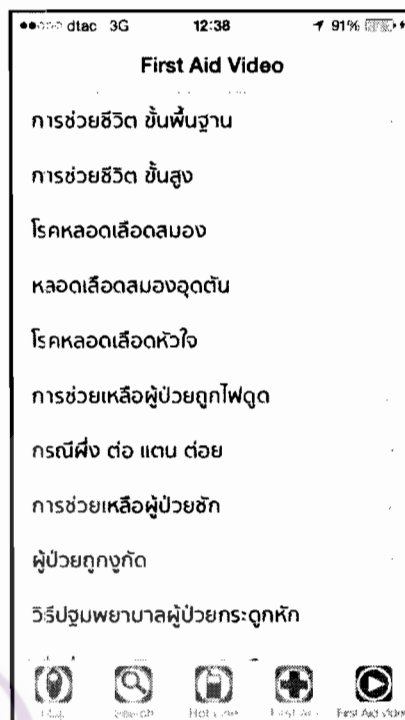 dtac 3G 12:38 91%
First Aid Video
การช่วยชีวิต ขั้นพื้นฐาน
การช่วยชีวิต ขั้นสูง
โรคหลอดเลือดสมอง
หลอดเลือดสมองอุดตัน
โรคหลอดเลือดหัวใจ
การช่วยเหลือผู้ป่วยถูกไฟดูด
กรณีผึ้ง ต่อ แตน ต่อย
การช่วยเหลือผู้ป่วยชัก
ผู้ป่วยถูกงูกัด
วิธีปฐมพยาบาลผู้ป่วยกระดูกหัก
Search Hot Line First Aid First Aid Video